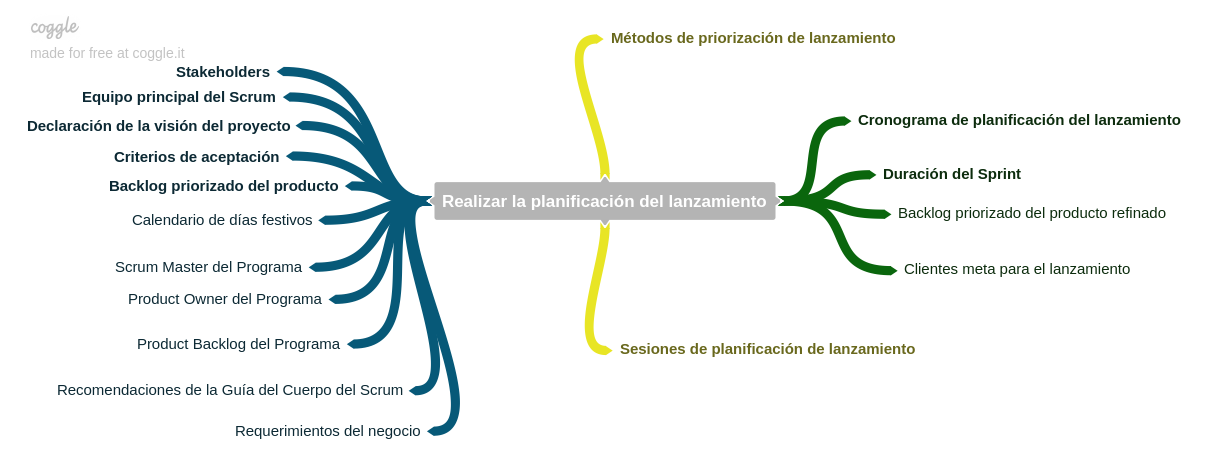 coggle
made for free at coggle.it
Stakeholders
Equipo principal del Scrum
Declaración de la visión del proyecto
Criterios de aceptación
Backlog priorizado del producto
Calendario de días festivos
Scrum Master del Programa
Product Owner del Programa
Product Backlog del Programa
Recomendaciones de la Guía del Cuerpo del Scrum
Requerimientos del negocio
Realizar la planificación del lanzamiento
Métodos de priorización de lanzamiento
Sesiones de planificación de lanzamiento
Cronograma de planificación del lanzamiento
Duración del Sprint
Backlog priorizado del producto refinado
Clientes meta para el lanzamiento